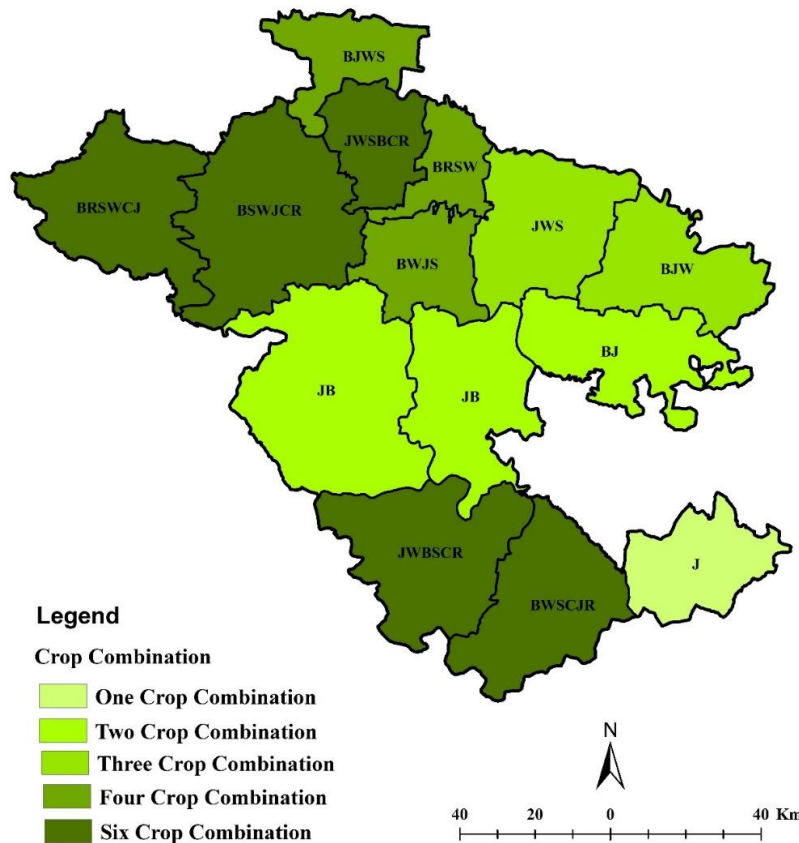 BJWS
JWSBCR
BRSW
BRSWCJ
BSWJCR
JWS
BWJS
BJW
BJ
JB
JB
JWBSCR
J
BWSCJR
Legend
Crop Combination
One Crop Combination
Two Crop Combination
Three Crop Combination
Four Crop Combination
Six Crop Combination
N
40 20 0 40 Km